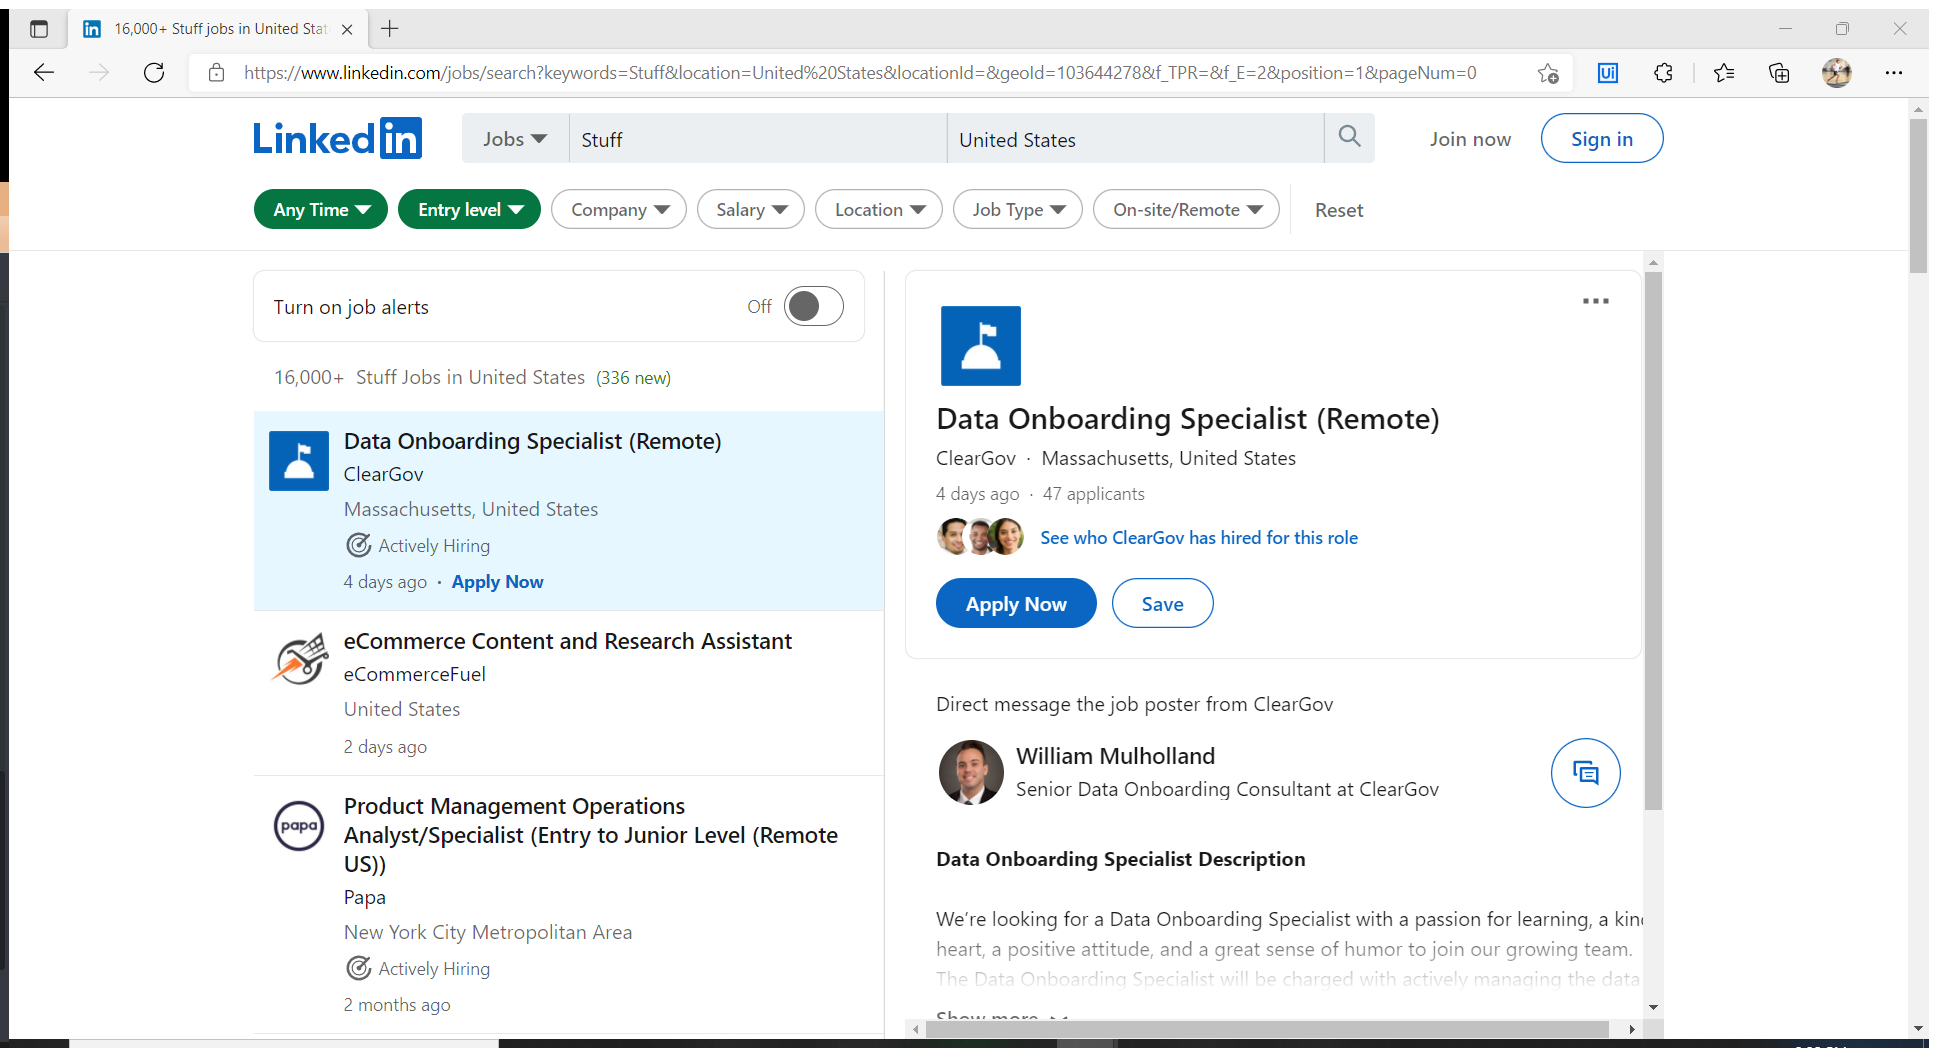 16,000+ Stuff jobs in United Stat
https://www.linkedin.com/jobs/search?keywords=Stuff&location=United%20States&locationId=&geoId=103644278&f_TPR=&f_E=2&position=1&pageNum=0
Ui
Linked in
Jobs
Stuff
United States
Join now
Sign in
Any Time
Entry level
Company
Salary
Location
Job Type
On-site/Remote
Reset
Turn on job alerts
Off
16,000+ Stuff Jobs in United States (336 new)
Data Onboarding Specialist (Remote)
ClearGov
Massachusetts, United States
Actively Hiring
4 days ago · Apply Now
eCommerce Content and Research Assistant
eCommerceFuel
United States
2 days ago
papa
Product Management Operations
Analyst/Specialist (Entry to Junior Level (Remote
US))
Papa
New York City Metropolitan Area
Actively Hiring
2 months ago
Data Onboarding Specialist (Remote)
ClearGov · Massachusetts, United States
4 days ago · 47 applicants
See who ClearGov has hired for this role
Apply Now
Save
Direct message the job poster from ClearGov
William Mulholland
Senior Data Onboarding Consultant at ClearGov
Data Onboarding Specialist Description
We're looking for a Data Onboarding Specialist with a passion for learning, a kind
heart, a positive attitude, and a great sense of humor to join our growing team.
The Data Onboarding Specialist will be charged with actively managing the data
Show more